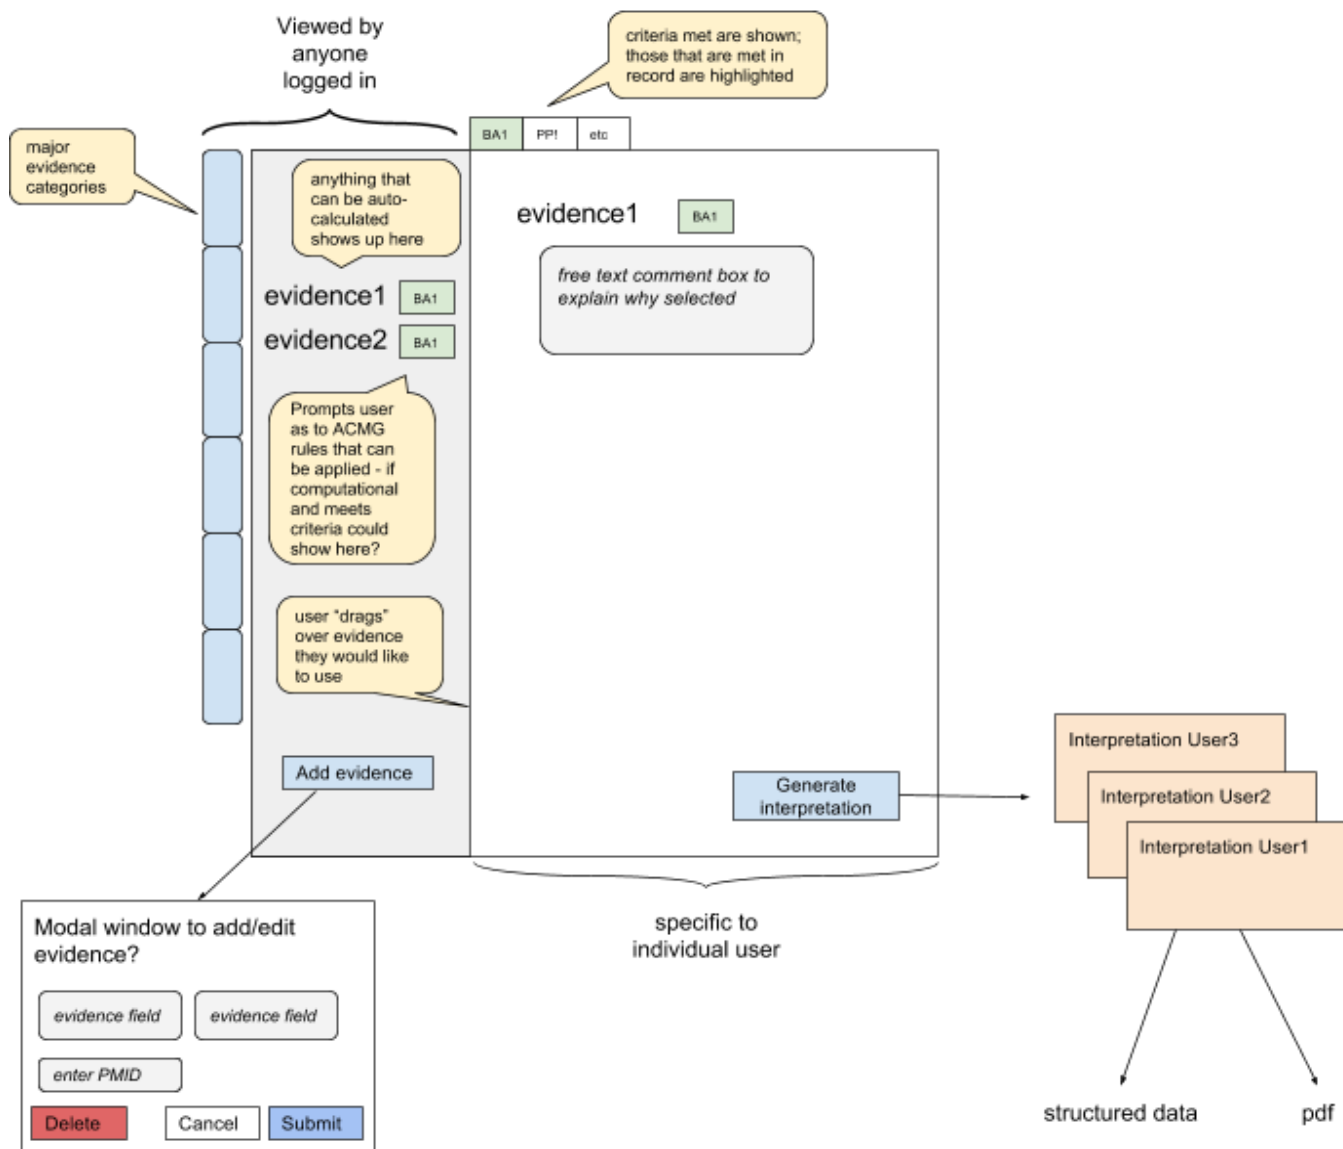 Viewed by
anyone
logged in
criteria met are shown;
those that are met in
record are highlighted
major
evidence
categories
BA1
PP!
etc
anything that
can be auto-
calculated
shows up here
evidence1
BA1
free text comment box to
explain why selected
evidence1
BA1
evidence2
BA1
Prompts user
as to ACMG
rules that can
be applied - if
computational
and meets
criteria could
show here?
user "drags"
over evidence
they would like
to use
Add evidence
Generate
interpretation
Interpretation User3
Interpretation User2
Interpretation User1
specific to
individual user
Modal window to add/edit
evidence?
evidence field
evidence field
enter PMID
Delete
Cancel
Submit
structured data
pdf